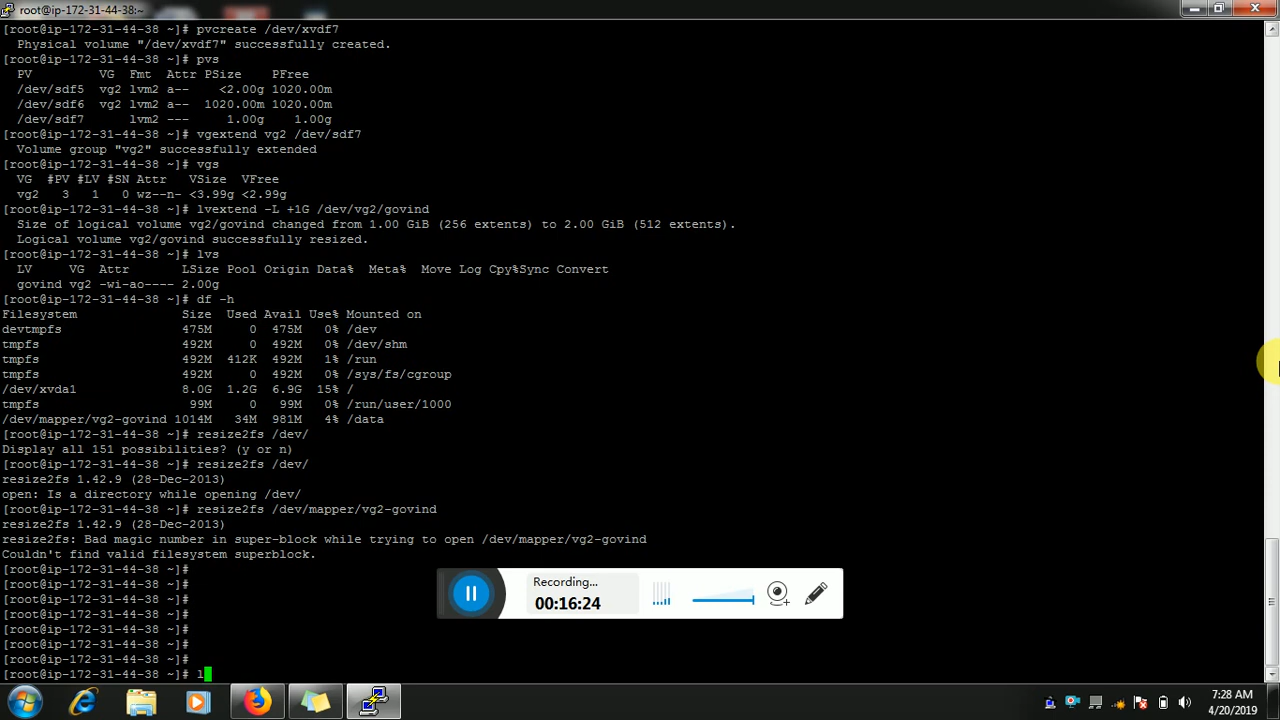 root@ip-172-31-44-38:~
[root@ip-172-31-44-38 ~]# pvcreate /dev/xvdf7
  Physical volume "/dev/xvdf7" successfully created.
[root@ip-172-31-44-38 ~]# pvs
  PV         VG  Fmt  Attr PSize    PFree
  /dev/sdf5  vg2 lvm2 a--    <2.00g 1020.00m
  /dev/sdf6  vg2 lvm2 a--  1020.00m 1020.00m
  /dev/sdf7      lvm2 ---     1.00g    1.00g
[root@ip-172-31-44-38 ~]# vgextend vg2 /dev/sdf7
  Volume group "vg2" successfully extended
[root@ip-172-31-44-38 ~]# vgs
  VG  #PV #LV #SN Attr   VSize  VFree
  vg2   3   1   0 wz--n- <3.99g <2.99g
[root@ip-172-31-44-38 ~]# lvextend -L +1G /dev/vg2/govind
  Size of logical volume vg2/govind changed from 1.00 GiB (256 extents) to 2.00 GiB (512 extents).
  Logical volume vg2/govind successfully resized.
[root@ip-172-31-44-38 ~]# lvs
  LV     VG  Attr       LSize Pool Origin Data%  Meta%  Move Log Cpy%Sync Convert
  govind vg2 -wi-ao---- 2.00g
[root@ip-172-31-44-38 ~]# df -h
Filesystem              Size  Used Avail Use% Mounted on
devtmpfs                475M     0  475M   0% /dev
tmpfs                   492M     0  492M   0% /dev/shm
tmpfs                   492M  412K  492M   1% /run
tmpfs                   492M     0  492M   0% /sys/fs/cgroup
/dev/xvda1              8.0G  1.2G  6.9G  15% /
tmpfs                    99M     0   99M   0% /run/user/1000
/dev/mapper/vg2-govind 1014M   34M  981M   4% /data
[root@ip-172-31-44-38 ~]# resize2fs /dev/
Display all 151 possibilities? (y or n)
[root@ip-172-31-44-38 ~]# resize2fs /dev/
resize2fs 1.42.9 (28-Dec-2013)
open: Is a directory while opening /dev/
[root@ip-172-31-44-38 ~]# resize2fs /dev/mapper/vg2-govind
resize2fs 1.42.9 (28-Dec-2013)
resize2fs: Bad magic number in super-block while trying to open /dev/mapper/vg2-govind
Couldn't find valid filesystem superblock.
[root@ip-172-31-44-38 ~]#
[root@ip-172-31-44-38 ~]#
[root@ip-172-31-44-38 ~]#
[root@ip-172-31-44-38 ~]#
[root@ip-172-31-44-38 ~]#
[root@ip-172-31-44-38 ~]#
[root@ip-172-31-44-38 ~]#
[root@ip-172-31-44-38 ~]# l
Recording...
00:16:24
7:28 AM
4/20/2019